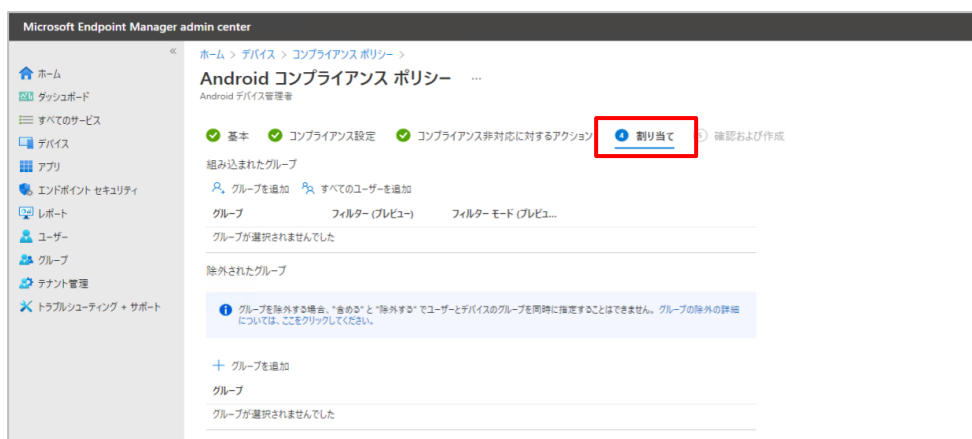 Microsoft Endpoint Manager admin center
«
ホーム
ダッシュボード
すべてのサービス
デバイス
アプリ
エンドポイント セキュリティ
レポート
ユーザー
グループ
テナント管理
トラブルシューティング + サポート
ホーム > デバイス > コンプライアンス ポリシー >
Android コンプライアンス ポリシー …
Android デバイス管理者
基本 コンプライアンス設定 コンプライアンス非対応に対するアクション 4 割り当て 5 確認および作成
組み込まれたグループ
グループを追加 すべてのユーザーを追加
グループ フィルター (プレビュー) フィルター モード (プレビュ...
グループが選択されませんでした
除外されたグループ
グループを除外する場合、"含める" と "除外する" でユーザーとデバイスのグループを同時に指定することはできません。グループの除外の詳細
については、ここをクリックしてください。
+ グループを追加
グループ
グループが選択されませんでした